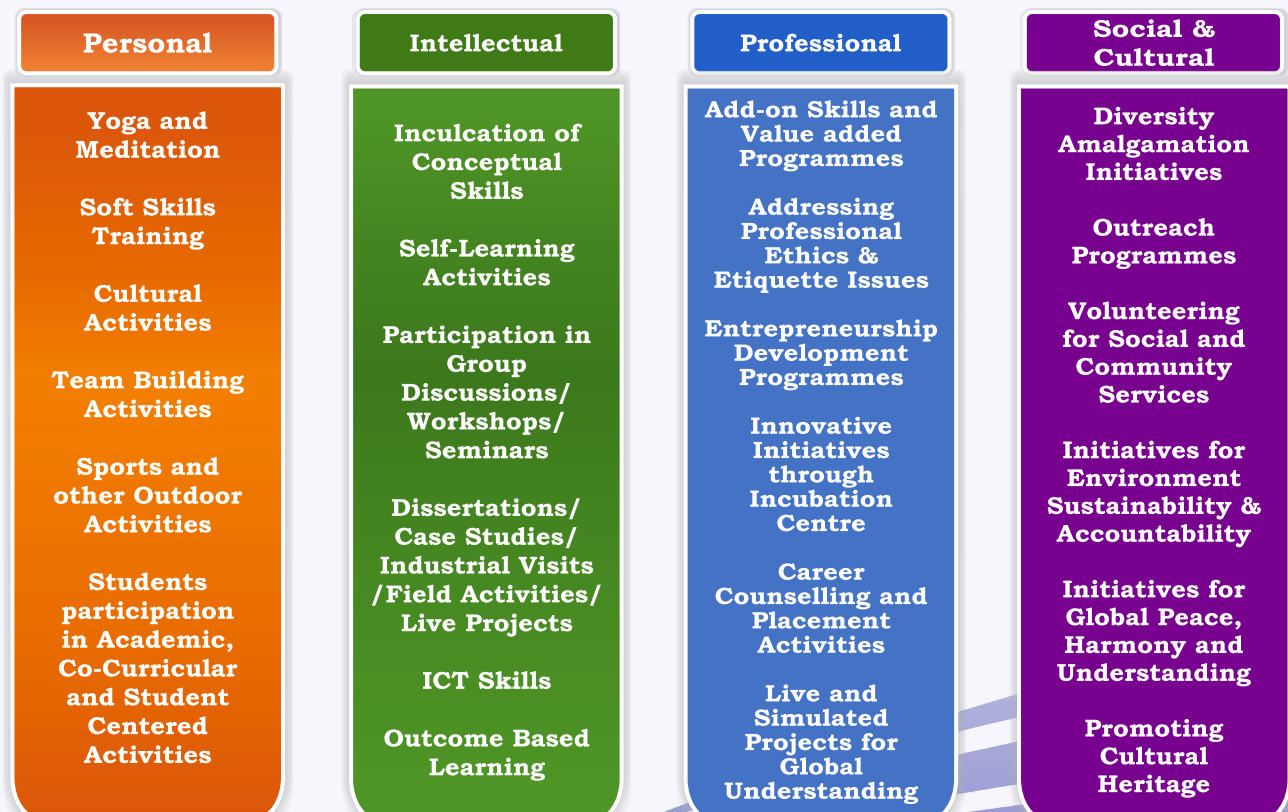 Personal
Yoga and
Meditation
Soft Skills
Training
Cultural
Activities
Team Building
Activities
Sports and
other Outdoor
Activities
Students
participation
in Academic,
Co-Curricular
and Student
Centered
Activities
Intellectual
Inculcation of
Conceptual
Skills
Self-Learning
Activities
Participation in
Group
Discussions/
Workshops/
Seminars
Dissertations/
Case Studies/
Industrial Visits
/Field Activities/
Live Projects
ICT Skills
Outcome Based
Learning
Professional
Add-on Skills and
Value added
Programmes
Addressing
Professional
Ethics &
Etiquette Issues
Entrepreneurship
Development
Programmes
Innovative
Initiatives
through
Incubation
Centre
Career
Counselling and
Placement
Activities
Live and
Simulated
Projects for
Global
Understanding
Social &
Cultural
Diversity
Amalgamation
Initiatives
Outreach
Programmes
Volunteering
for Social and
Community
Services
Initiatives for
Environment
Sustainability &
Accountability
Initiatives for
Global Peace,
Harmony and
Understanding
Promoting
Cultural
Heritage